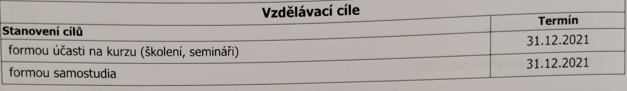 Vzdělávací cíle
Stanovení cílů Termín
formou účasti na kurzu (školení, semináři) 31.12.2021
formou samostudia 31.12.2021